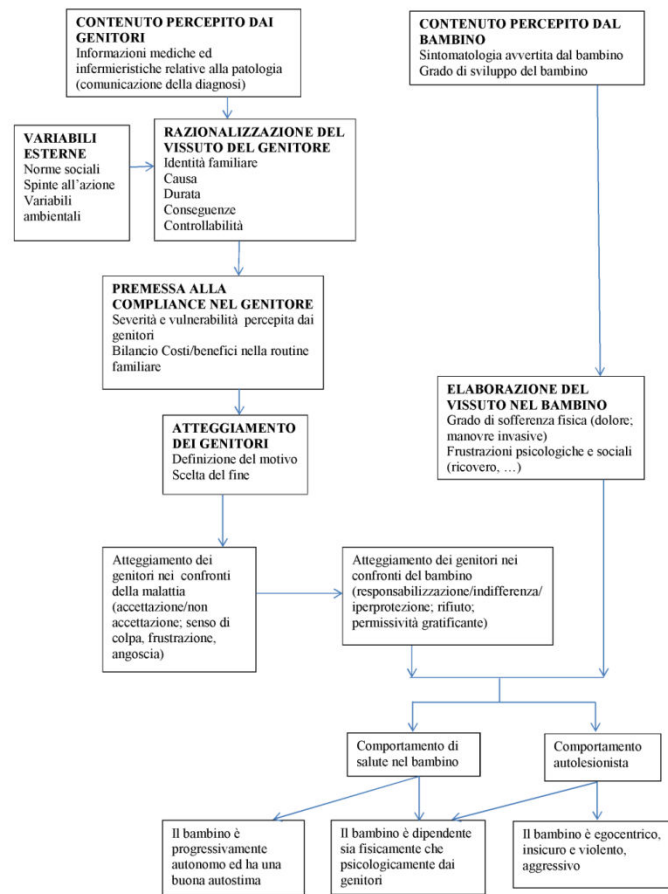 CONTENUTO PERCEPITO DAI
GENITORI
Informazioni mediche ed
infermieristiche relative alla patologia
(comunicazione della diagnosi)
CONTENUTO PERCEPITO DAL
BAMBINO
Sintomatologia avvertita dal bambino
Grado di sviluppo del bambino
VARIABILI
ESTERNE
Norme sociali
Spinte all'azione
Variabili
ambientali
RAZIONALIZZAZIONE DEL
VISSUTO DEL GENITORE
Identità familiare
Causa
Durata
Conseguenze
Controllabilità
PREMESSA ALLA
COMPLIANCE NEL GENITORE
Severità e vulnerabilità percepita dai
genitori
Bilancio Costi/benefici nella routine
familiare
ELABORAZIONE DEL
VISSUTO NEL BAMBINO
Grado di sofferenza fisica (dolore;
manovre invasive)
Frustrazioni psicologiche e sociali
(ricovero, …)
ATTEGGIAMENTO
DEI GENITORI
Definizione del motivo
Scelta del fine
Atteggiamento dei
genitori nei confronti
della malattia
(accettazione/non
accettazione; senso di
colpa, frustrazione,
angoscia)
Atteggiamento dei genitori nei
confronti del bambino
(responsabilizzazione/indifferenza/
iperprotezione; rifiuto;
permissività gratificante)
Comportamento di
salute nel bambino
Comportamento
autolesionista
Il bambino è
progressivamente
autonomo ed ha una
buona autostima
Il bambino è dipendente
sia fisicamente che
psicologicamente dai
genitori
Il bambino è egocentrico,
insicuro e violento,
aggressivo